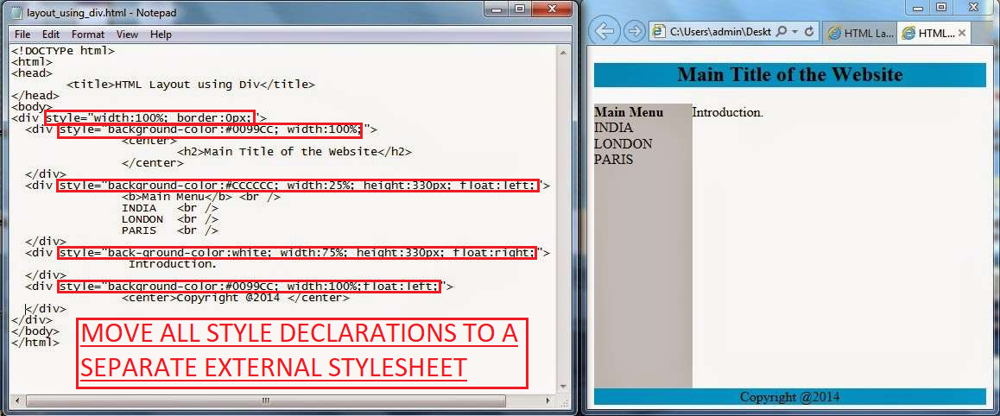 layout_using_div.html - Notepad
File Edit Format View Help
<!DOCTYPe html>
<html>
<head>
<title>HTML Layout using Div</title>
</head>
<body>
<div style="width:100%; border:0px;">
<div style="background-color:#0099CC; width:100%;">
<center>
<h2>Main Title of the Website</h2>
</center>
</div>
<div style="background-color:#CCCCCC; width:25%; height:330px; float:left;">
<b>Main Menu</b> <br />
INDIA <br />
LONDON <br />
PARIS <br />
</div>
<div style="back-ground-color:white; width:75%; height:330px; float:right;">
Introduction.
</div>
<div style="background-color:#0099CC; width:100%;float:left;">
<center>Copyright @2014 </center>
</div>
</div>
</body>
</html>
MOVE ALL STYLE DECLARATIONS TO A
SEPARATE EXTERNAL STYLESHEET
C:\Users\admin\Deskt
HTML La...
HTML...
Main Title of the Website
Main Menu
Introduction.
INDIA
LONDON
PARIS
Copyright @2014